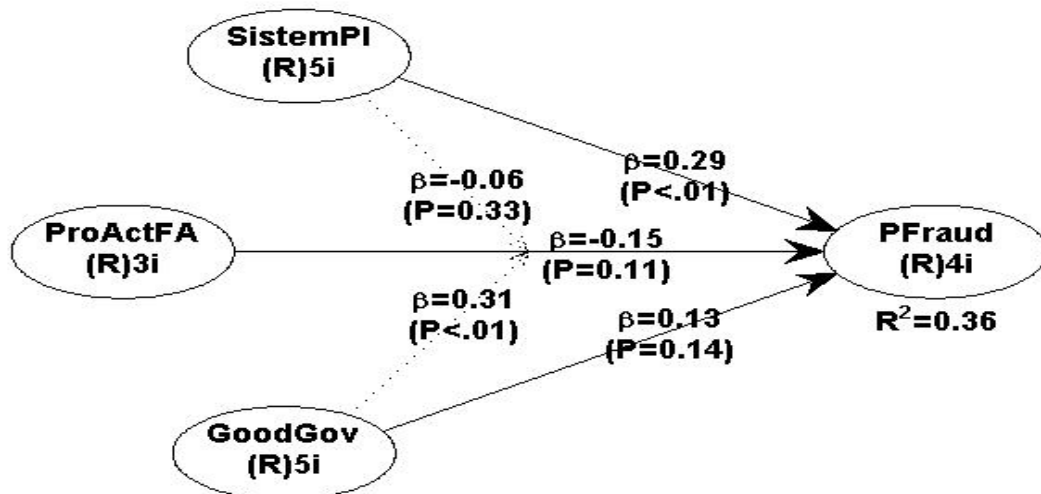 SistemPI
(R)5i
β=0.29
(P<.01)
β=-0.06
(P=0.33)
ProActFA
(R)3i
β=-0.15
(P=0.11)
PFraud
(R)4i
R²=0.36
β=0.31
(P<.01)
β=0.13
(P=0.14)
GoodGov
(R)5i